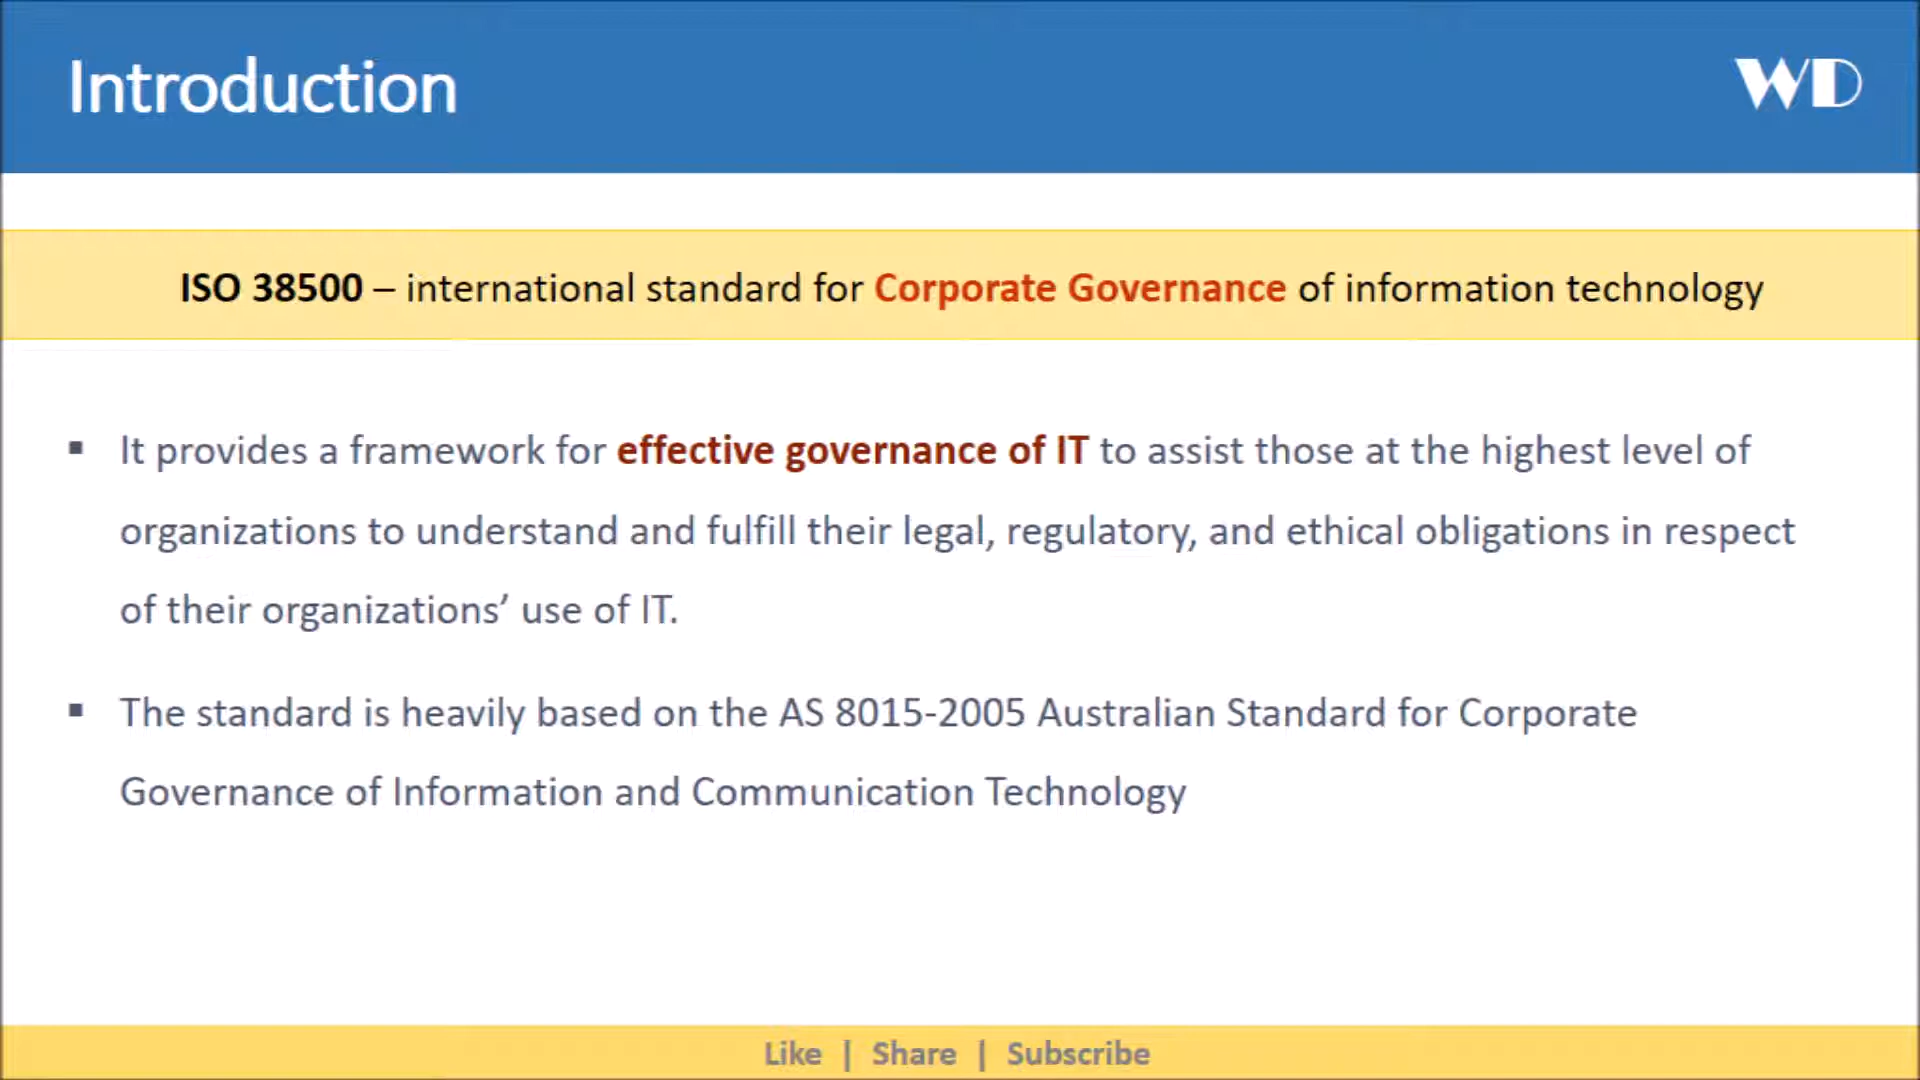 Introduction
WD
ISO 38500 – international standard for Corporate Governance of information technology
▪ It provides a framework for effective governance of IT to assist those at the highest level of
organizations to understand and fulfill their legal, regulatory, and ethical obligations in respect
of their organizations’ use of IT.
▪ The standard is heavily based on the AS 8015-2005 Australian Standard for Corporate
Governance of Information and Communication Technology
Like | Share | Subscribe